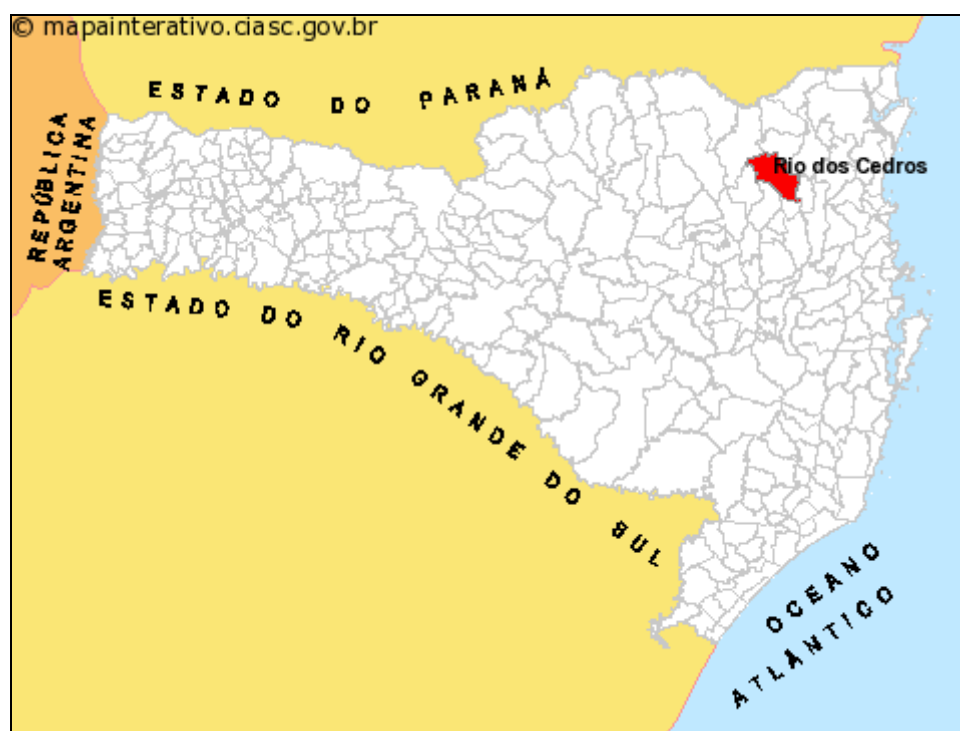 © mapainterativo.ciasc.gov.br
ESTADO DO PARANÁ
REPÚBLICA
ARGENTINA
Rio dos Cedros
ESTADO DO RIO GRANDE DO SUL
OCEANO
ATLÂNTICO